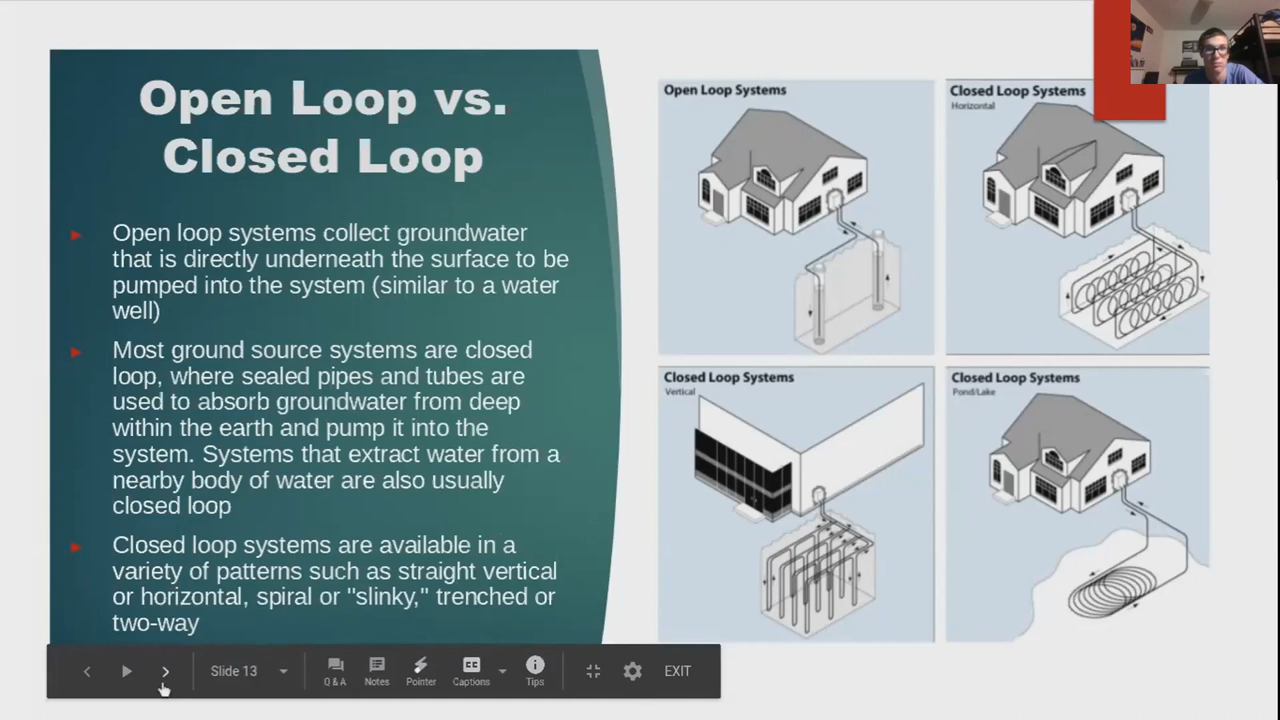 Open Loop vs.
Closed Loop
Open loop systems collect groundwater
that is directly underneath the surface to be
pumped into the system (similar to a water
well)
Most ground source systems are closed
loop, where sealed pipes and tubes are
used to absorb groundwater from deep
within the earth and pump it into the
system. Systems that extract water from a
nearby body of water are also usually
closed loop
Closed loop systems are available in a
variety of patterns such as straight vertical
or horizontal, spiral or "slinky," trenched or
two-way
Open Loop Systems
Closed Loop Systems
Horizontal
Closed Loop Systems
Vertical
Closed Loop Systems
Pond/Lake
Slide 13
Q & A
Notes
Pointer
Captions
Tips
EXIT